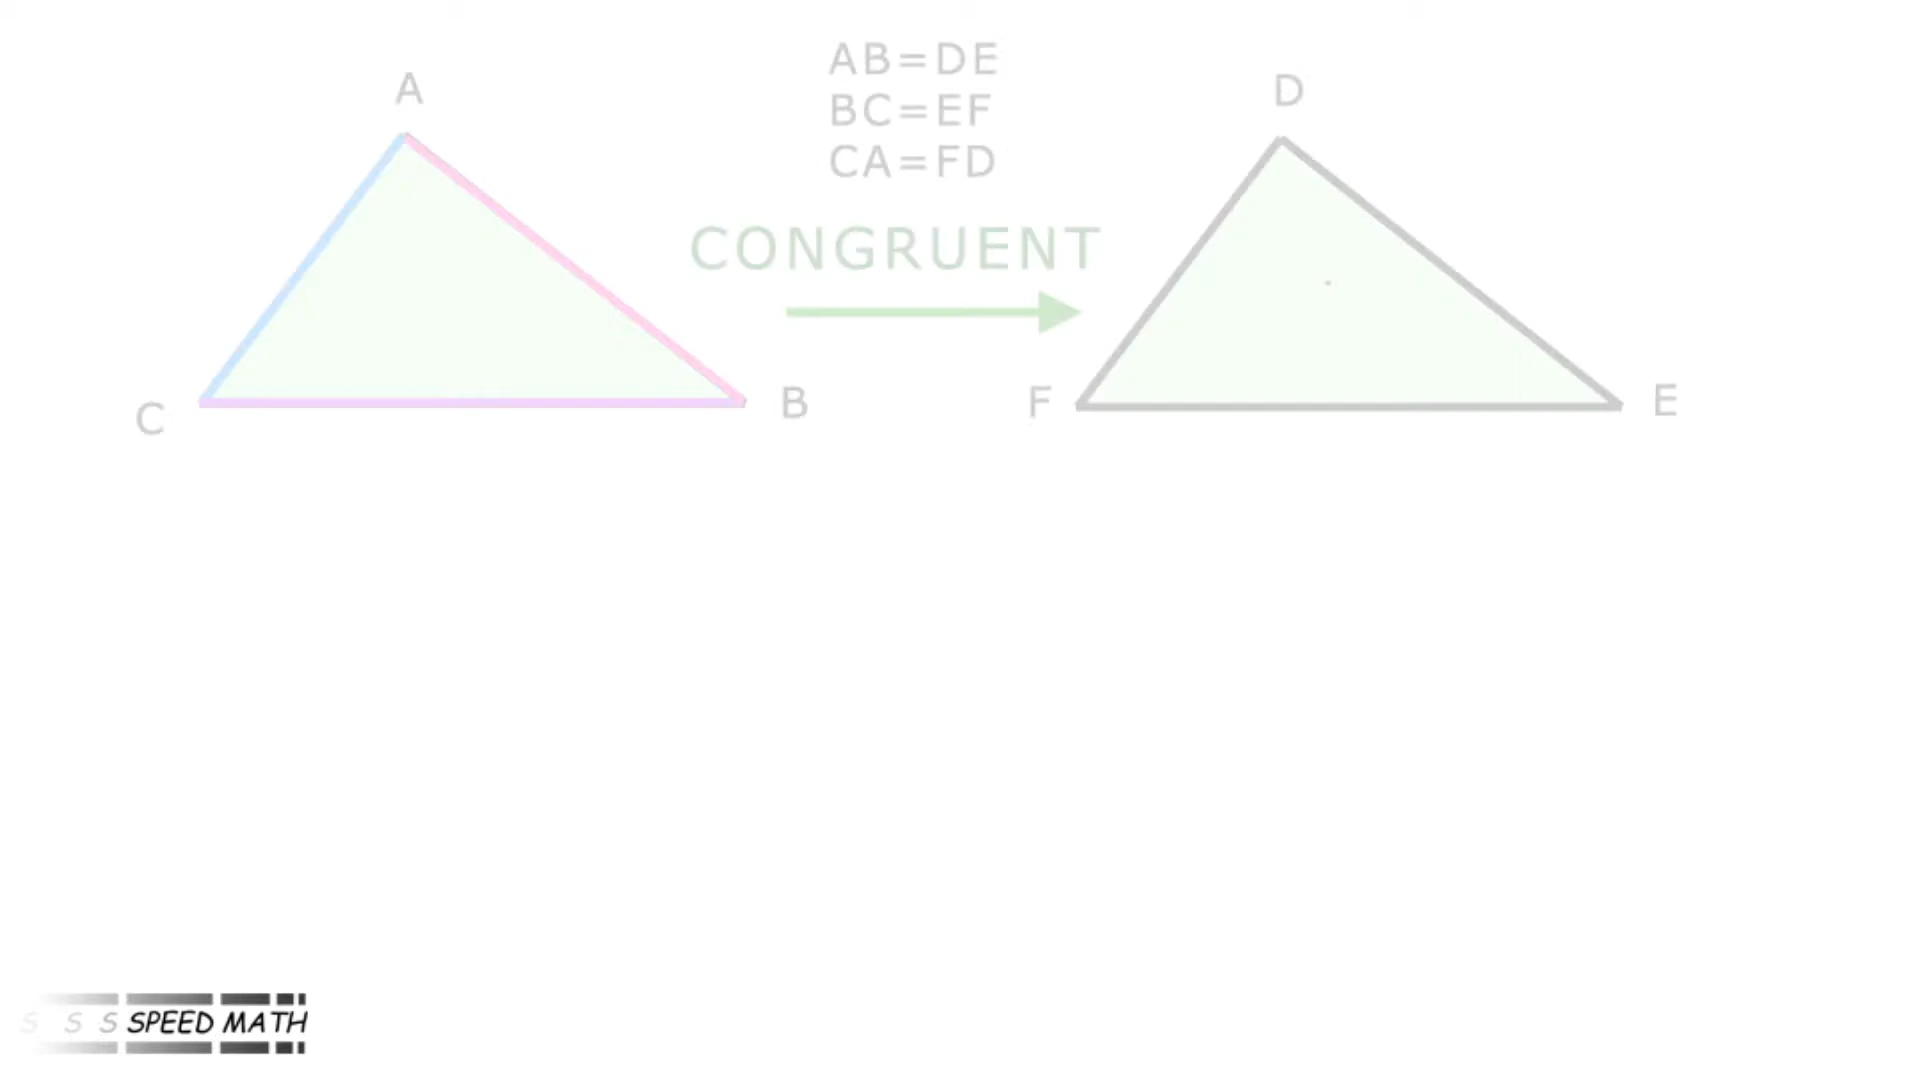 A
AB=DE
BC=EF
CA=FD
D
CONGRUENT
C
B
F
E
S S S SPEED MATH